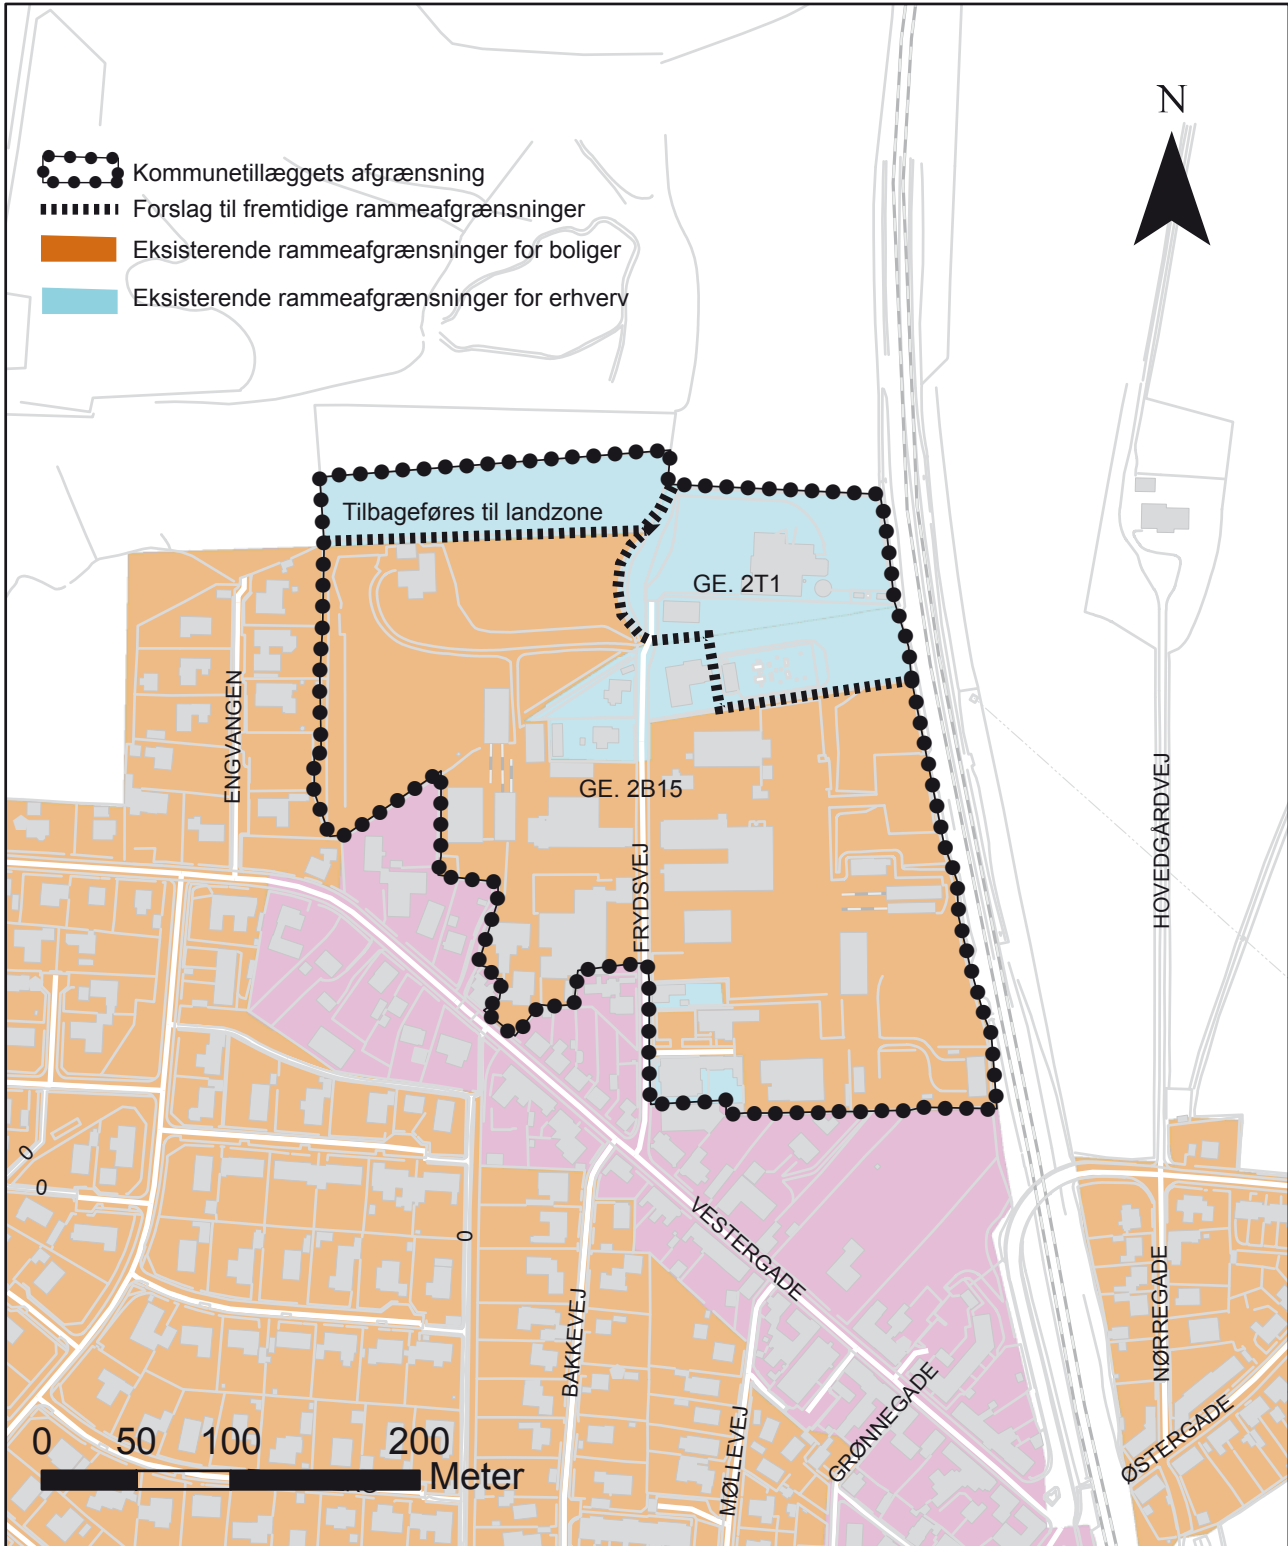 N
Kommunetillæggets afgrænsning
Forslag til fremtidige rammeafgrænsninger
Eksisterende rammeafgrænsninger for boliger
Eksisterende rammeafgrænsninger for erhverv
Tilbageføres til landzone
GE. 2T1
ENGVANGEN
GE. 2B15
FRYDSVEJ
HOVEDGÅRDVEJ
0
0
0
VESTERGADE
BAKKEVEJ
NØRREGADE
MØLLEVEJ
GRØNNEGADE
ØSTERGADE
0 50 100 200
Meter